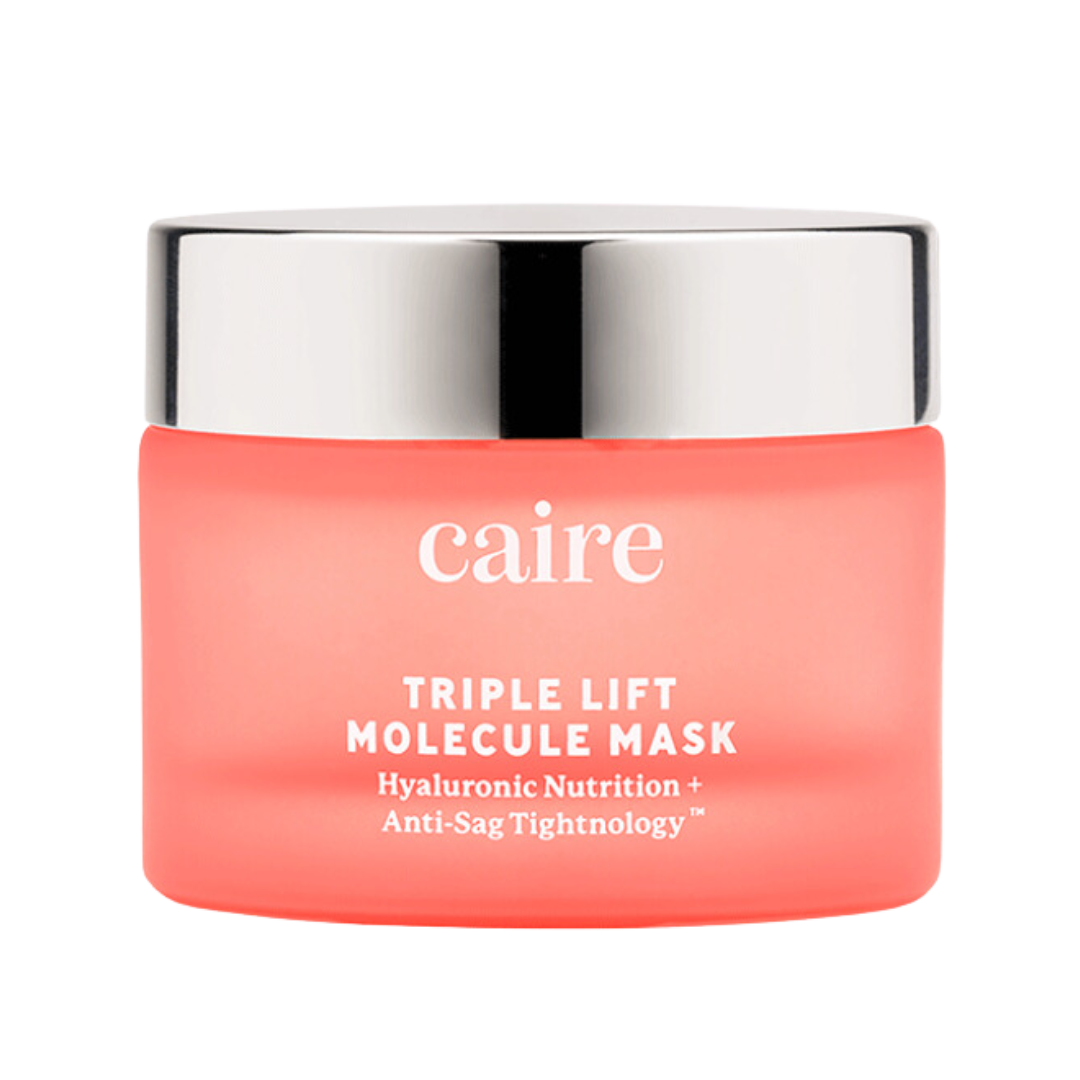 caire
TRIPLE LIFT
MOLECULE MASK
Hyaluronic Nutrition +
Anti-Sag Tightnology™